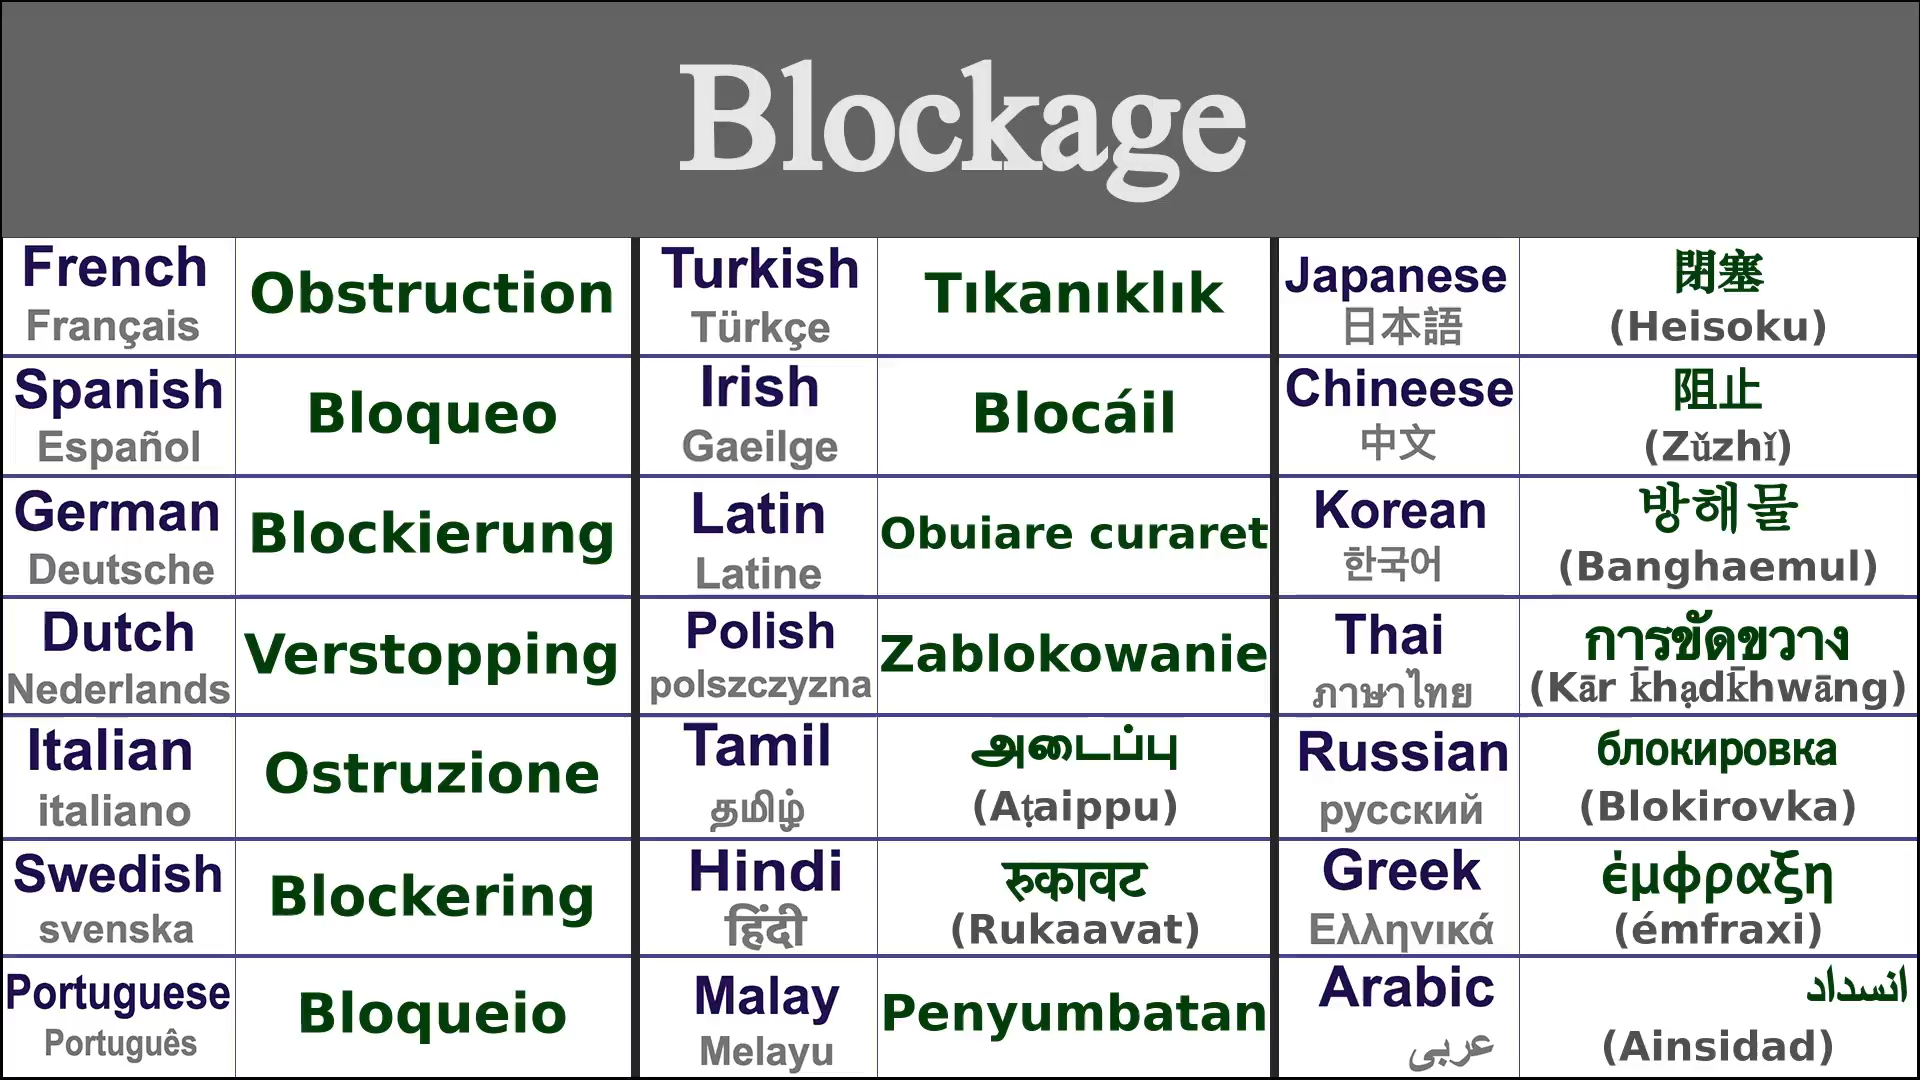 Blockage
French
Français
Obstruction
Spanish
Español
Bloqueo
German
Deutsche
Blockierung
Dutch
Nederlands
Verstopping
Italian
italiano
Ostruzione
Swedish
svenska
Blockering
Portuguese
Português
Bloqueio
Turkish
Türkçe
Tıkanıklık
Irish
Gaeilge
Blocáil
Latin
Latine
Obuiare curaret
Polish
polszczyzna
Zablokowanie
Tamil
தமிழ்
அடைப்பு
(Aṭaippu)
Hindi
हिंदी
रुकावट
(Rukaavat)
Malay
Melayu
Penyumbatan
Japanese
日本語
閉塞
(Heisoku)
Chineese
中文
阻止
(Zǔzhǐ)
Korean
한국어
방해물
(Banghaemul)
Thai
ภาษาไทย
การขัดขวาง
(Kār k̄hạdk̄hwāng)
Russian
русский
блокировка
(Blokirovka)
Greek
Ελληνικά
έμφραξη
(émfraxi)
Arabic
عربى
انسداد
(Ainsidad)